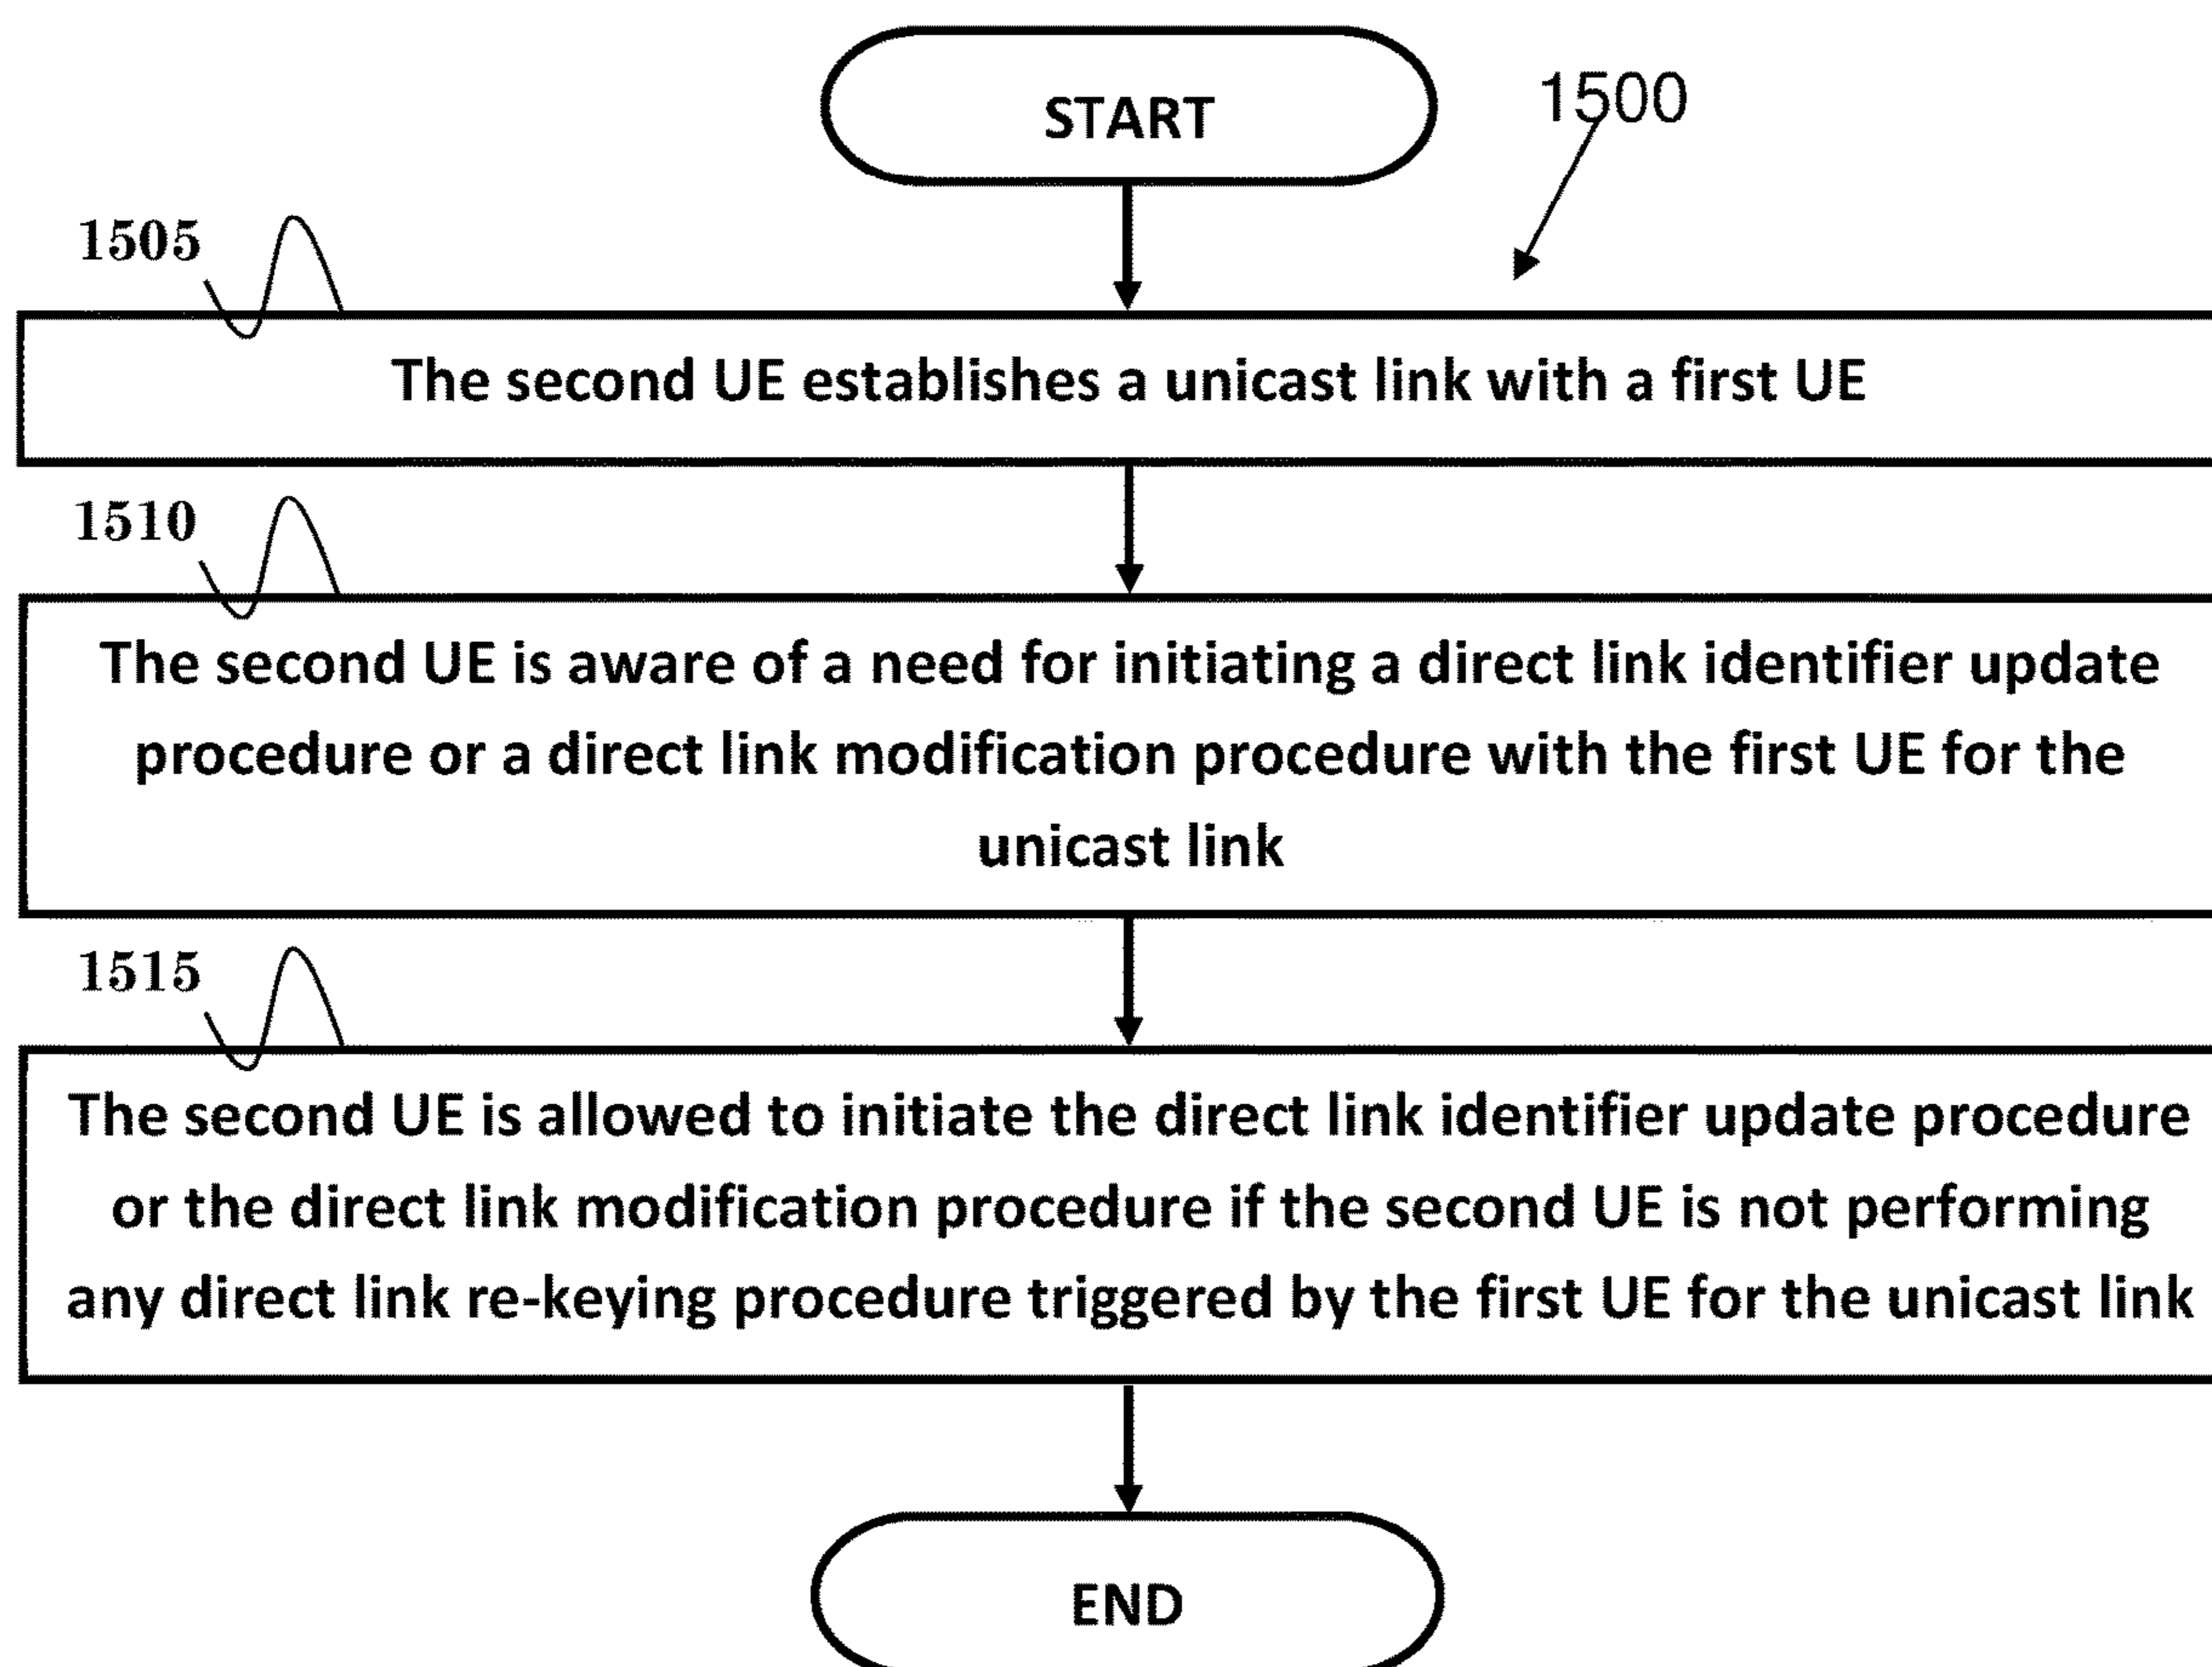 START
1500
1505
The second UE establishes a unicast link with a first UE
1510
The second UE is aware of a need for initiating a direct link identifier update
procedure or a direct link modification procedure with the first UE for the
unicast link
1515
The second UE is allowed to initiate the direct link identifier update procedure
or the direct link modification procedure if the second UE is not performing
any direct link re-keying procedure triggered by the first UE for the unicast link
END